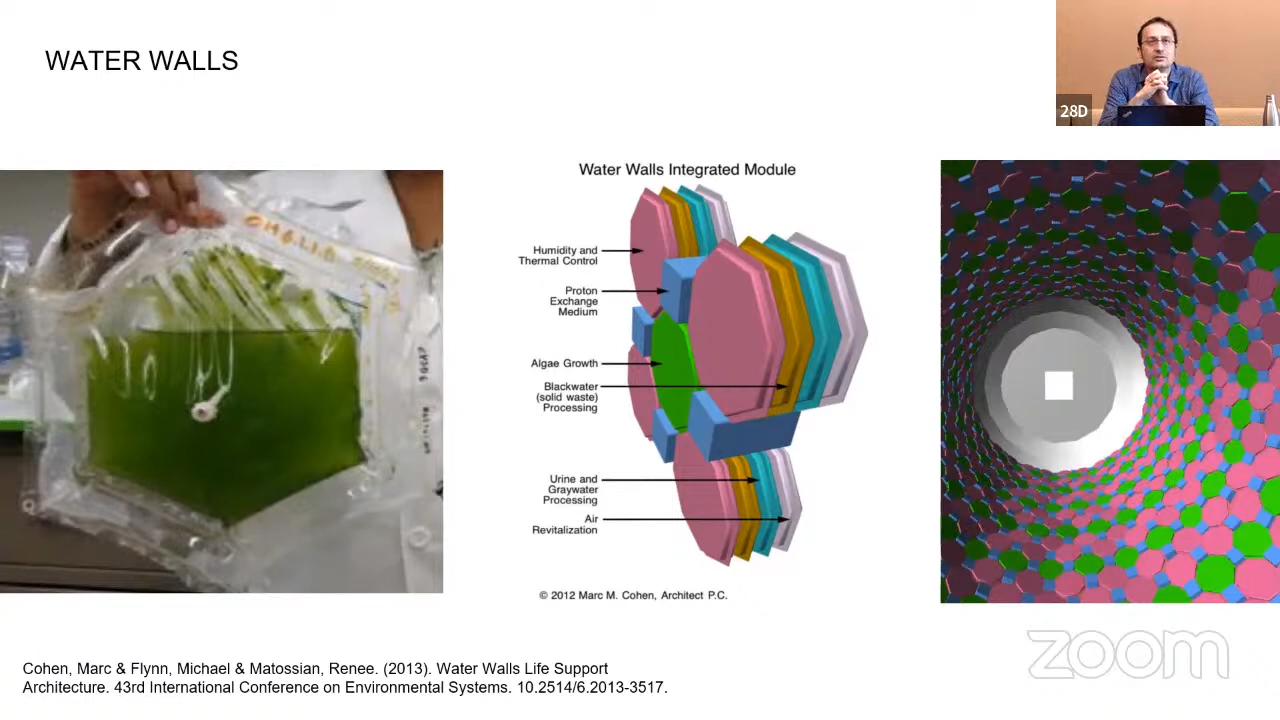 WATER WALLS
28D
Water Walls Integrated Module
Humidity and
Thermal Control
Proton
Exchange
Medium
Algae Growth
Blackwater
(solid waste)
Processing
Urine and
Graywater
Processing
Air
Revitalization
© 2012 Marc M. Cohen, Architect P.C.
Cohen, Marc & Flynn, Michael & Matossian, Renee. (2013). Water Walls Life Support
Architecture. 43rd International Conference on Environmental Systems. 10.2514/6.2013-3517.
zoom